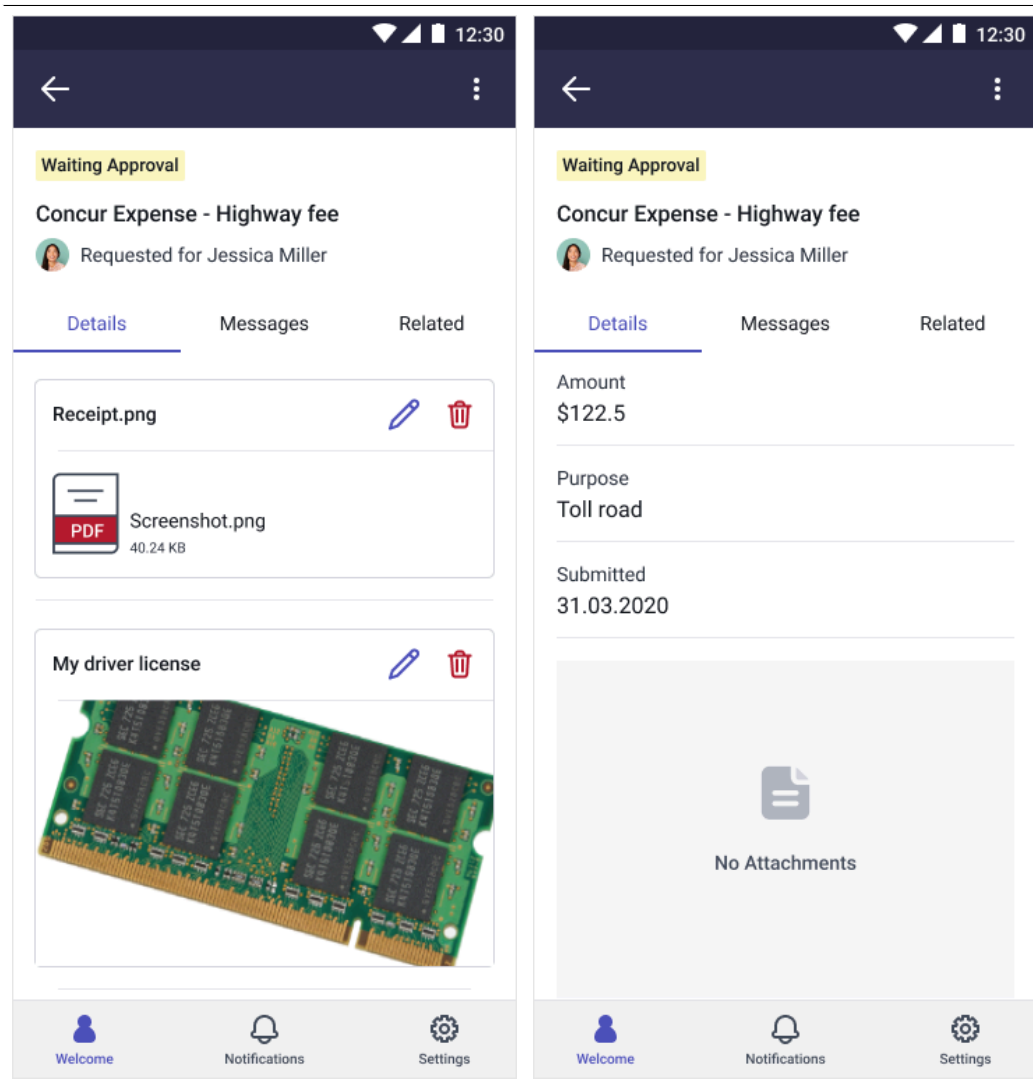 12:30
Waiting Approval
Concur Expense - Highway fee
Requested for Jessica Miller
Details Messages Related
Receipt.png
PDF
Screenshot.png
40.24 KB
My driver license
Welcome Notifications Settings
12:30
Waiting Approval
Concur Expense - Highway fee
Requested for Jessica Miller
Details Messages Related
Amount
$122.5
Purpose
Toll road
Submitted
31.03.2020
No Attachments
Welcome Notifications Settings